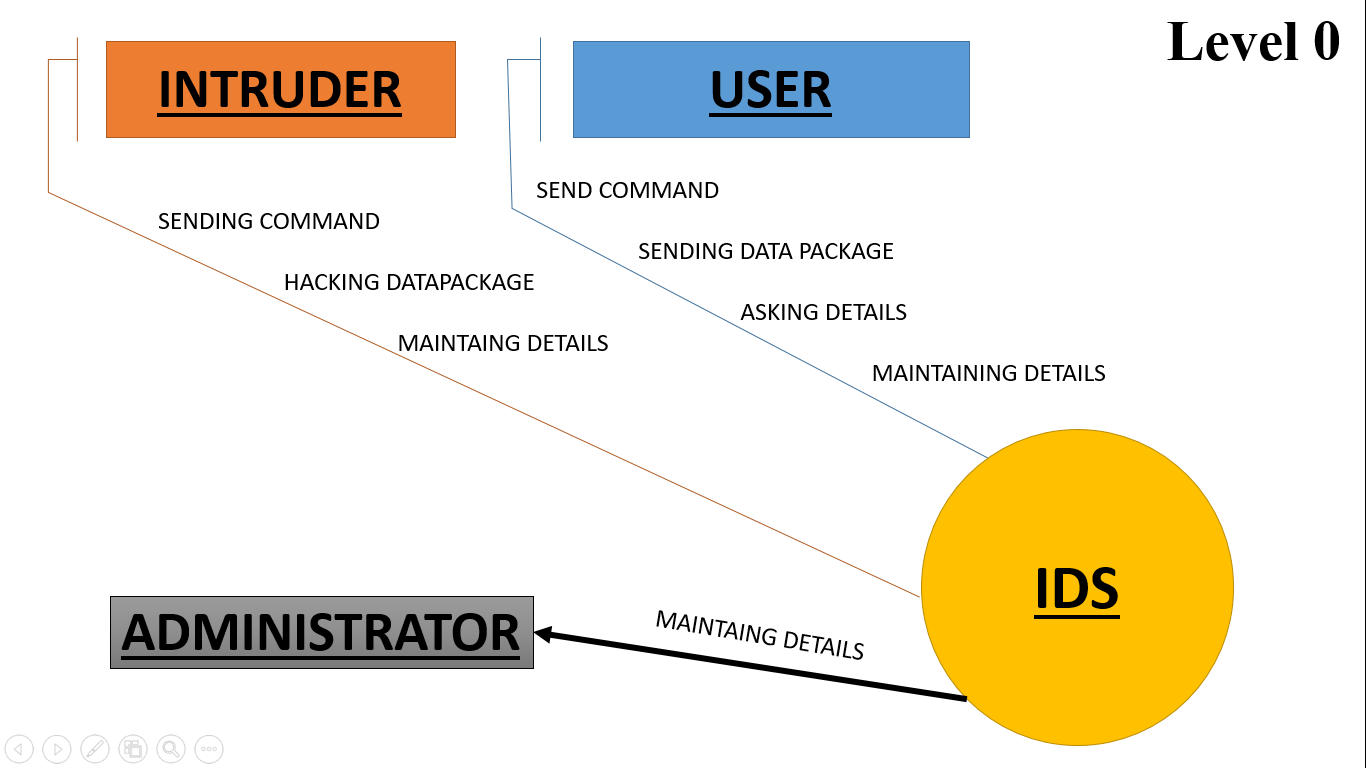 Level 0
INTRUDER
USER
SEND COMMAND
SENDING COMMAND
SENDING DATA PACKAGE
HACKING DATAPACKAGE
ASKING DETAILS
MAINTAING DETAILS
MAINTAINING DETAILS
IDS
ADMINISTRATOR
MAINTAING DETAILS